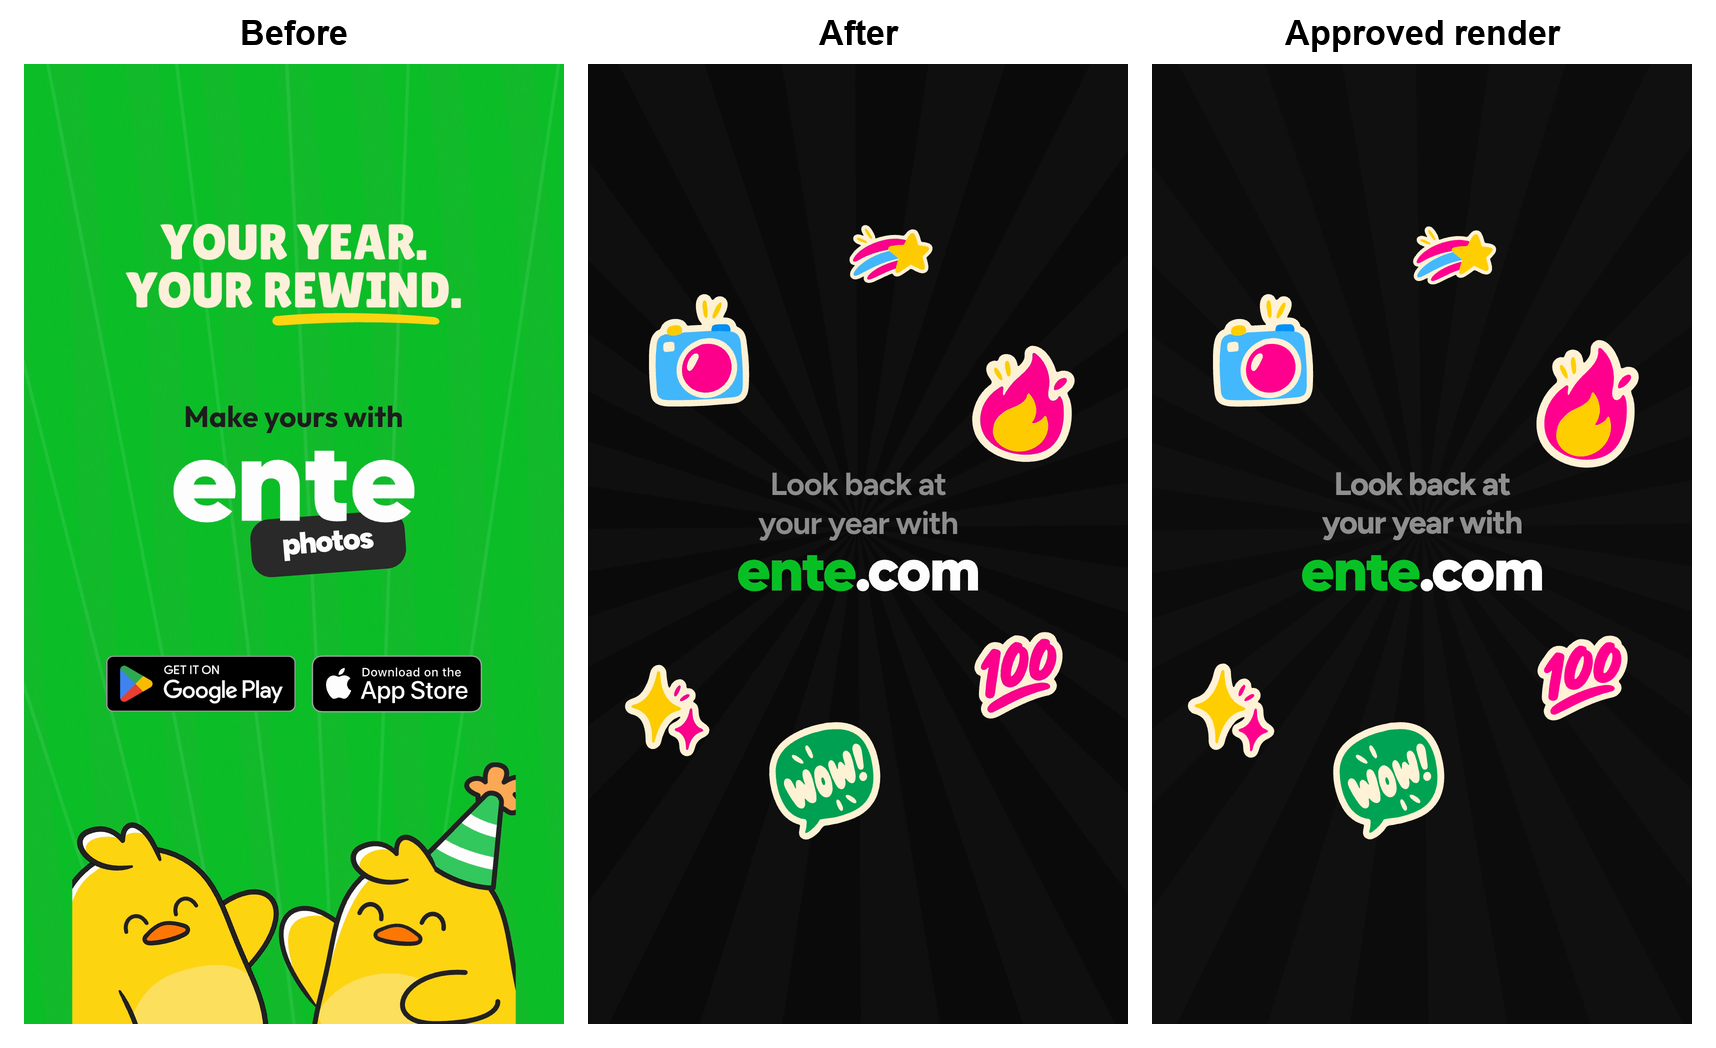 Before
After
Approved render
YOUR YEAR.
YOUR REWIND.
Make yours with
ente
photos
GET IT ON
Google Play
Download on the
App Store
Look back at
your year with
ente.com
100
WOW!
Look back at
your year with
ente.com
100
WOW!